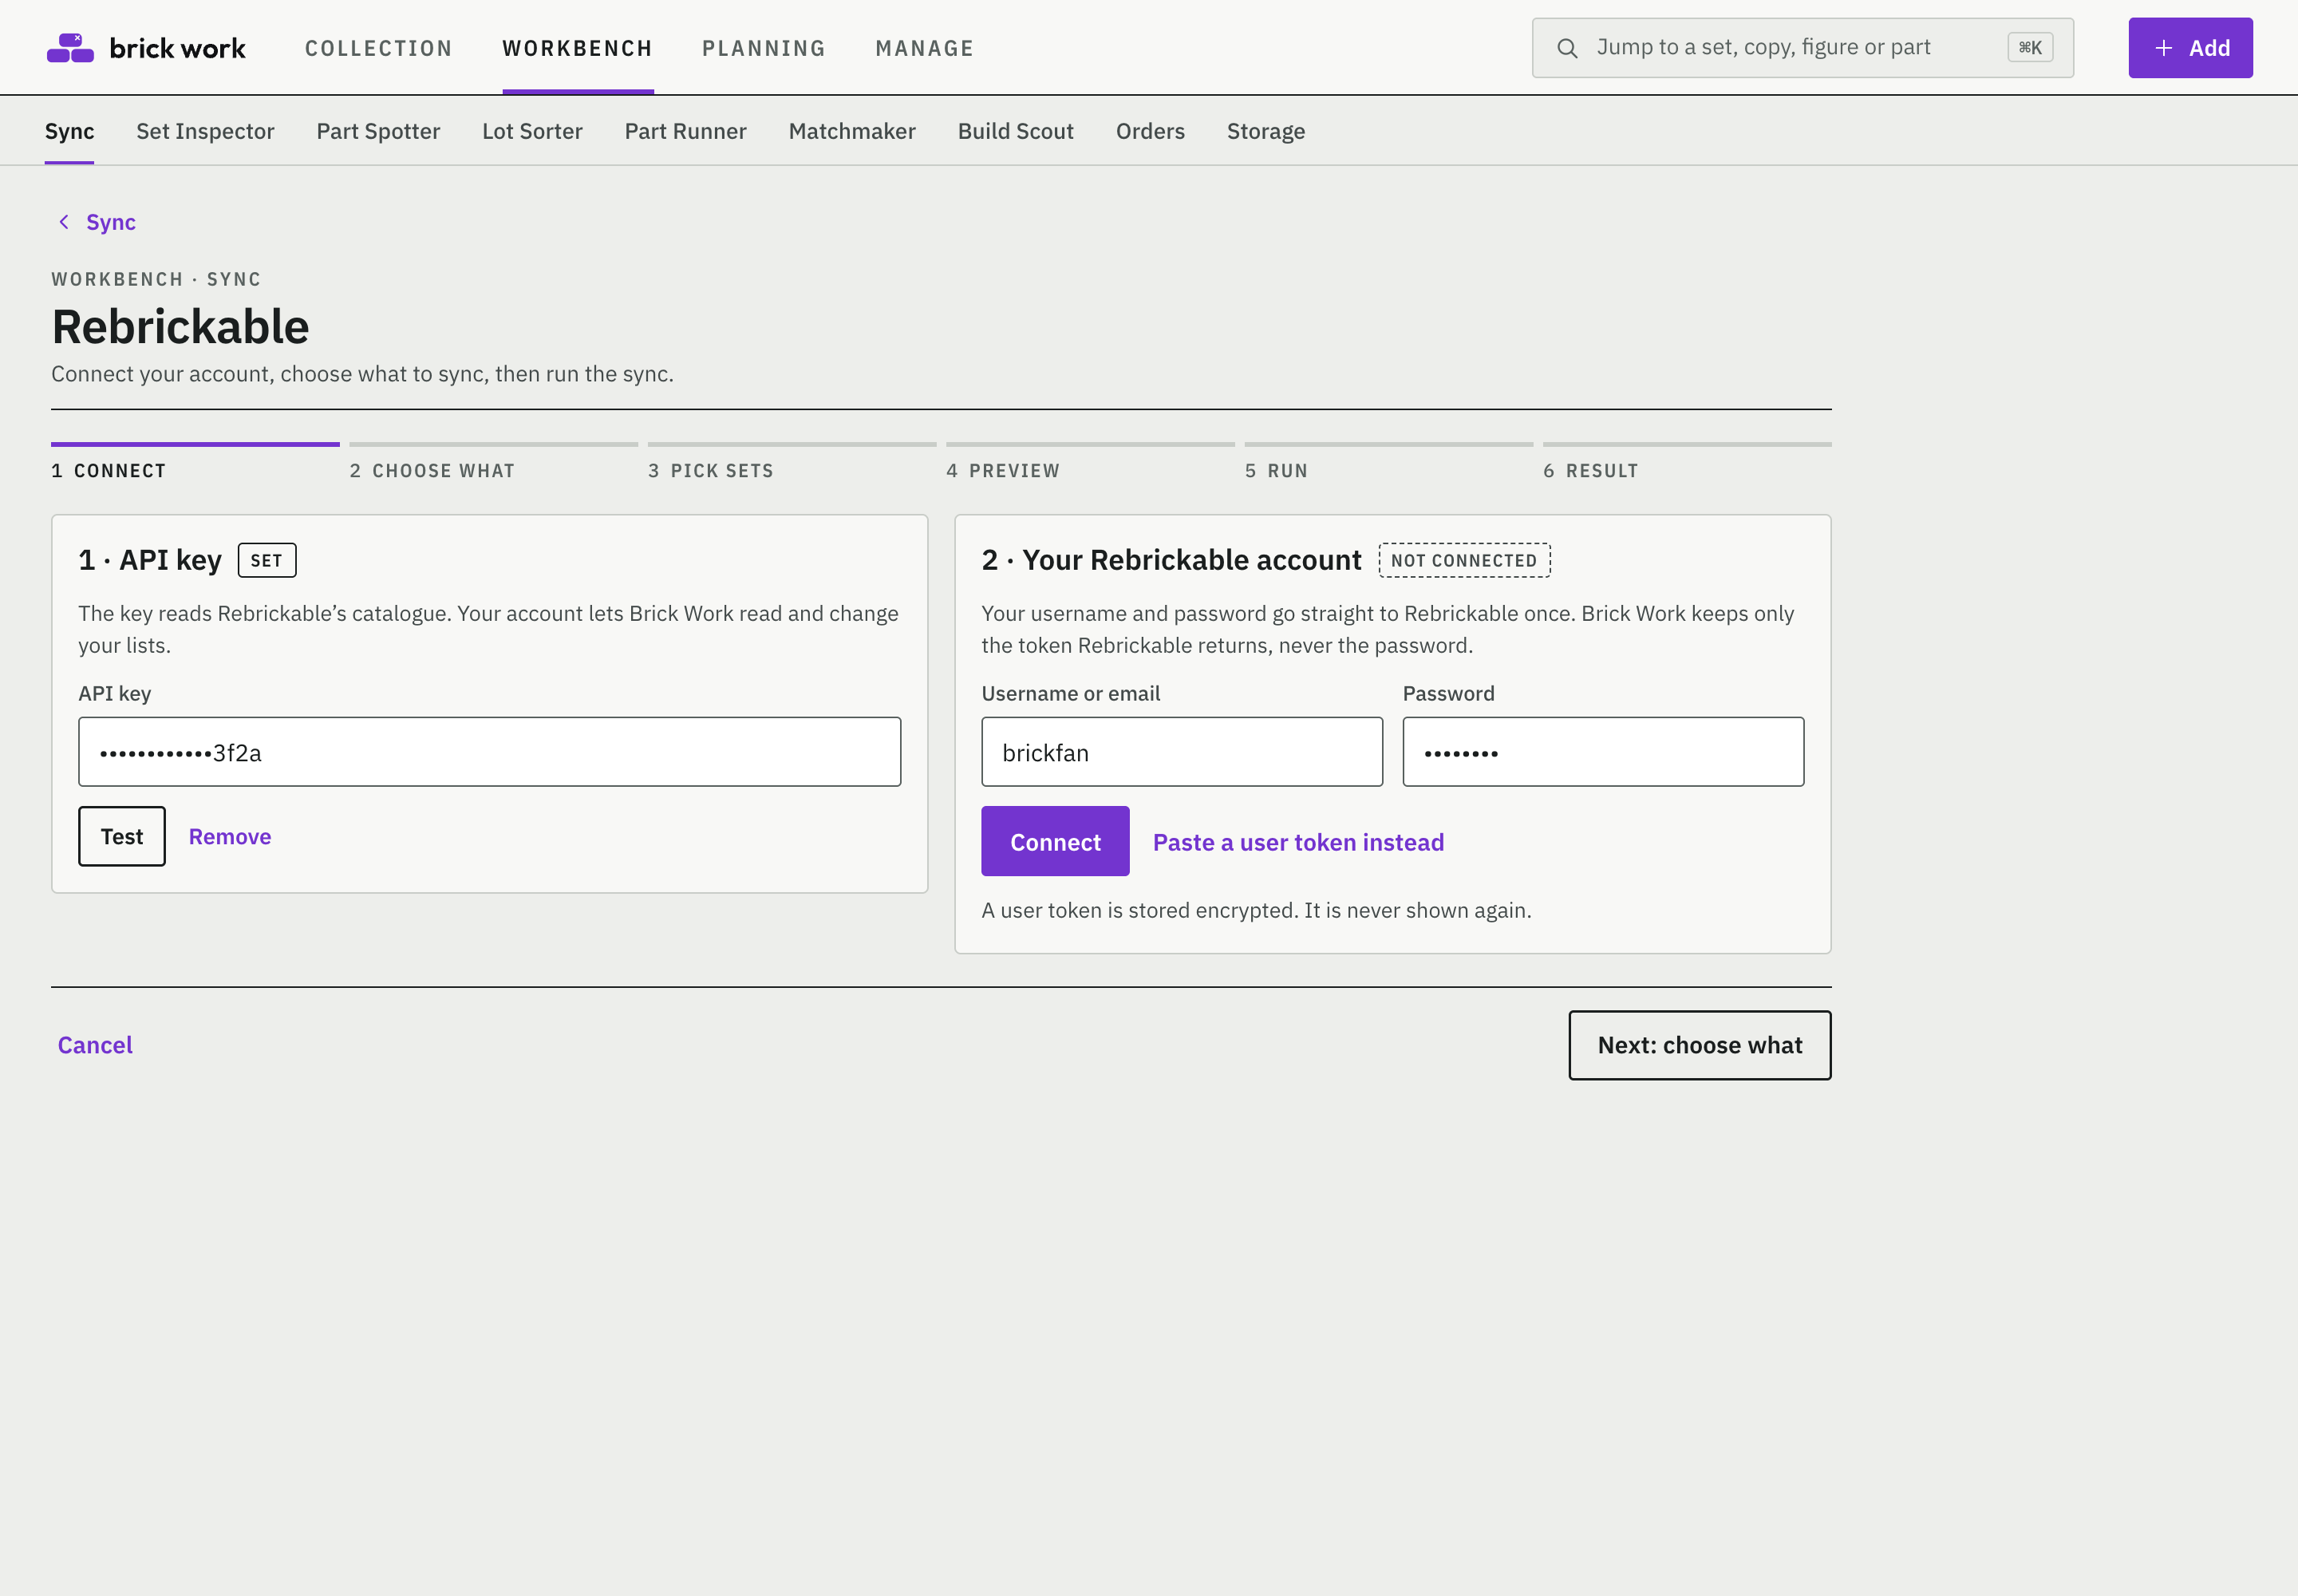 brick work
COLLECTION
WORKBENCH
PLANNING
MANAGE
Jump to a set, copy, figure or part
⌘K
+ Add
Sync
Set Inspector
Part Spotter
Lot Sorter
Part Runner
Matchmaker
Build Scout
Orders
Storage
Sync
WORKBENCH · SYNC
Rebrickable
Connect your account, choose what to sync, then run the sync.
1 CONNECT
2 CHOOSE WHAT
3 PICK SETS
4 PREVIEW
5 RUN
6 RESULT
1 · API key
SET
The key reads Rebrickable’s catalogue. Your account lets Brick Work read and change
your lists.
API key
••••••••••••3f2a
Test
Remove
2 · Your Rebrickable account
NOT CONNECTED
Your username and password go straight to Rebrickable once. Brick Work keeps only
the token Rebrickable returns, never the password.
Username or email
Password
brickfan
••••••••
Connect
Paste a user token instead
A user token is stored encrypted. It is never shown again.
Cancel
Next: choose what